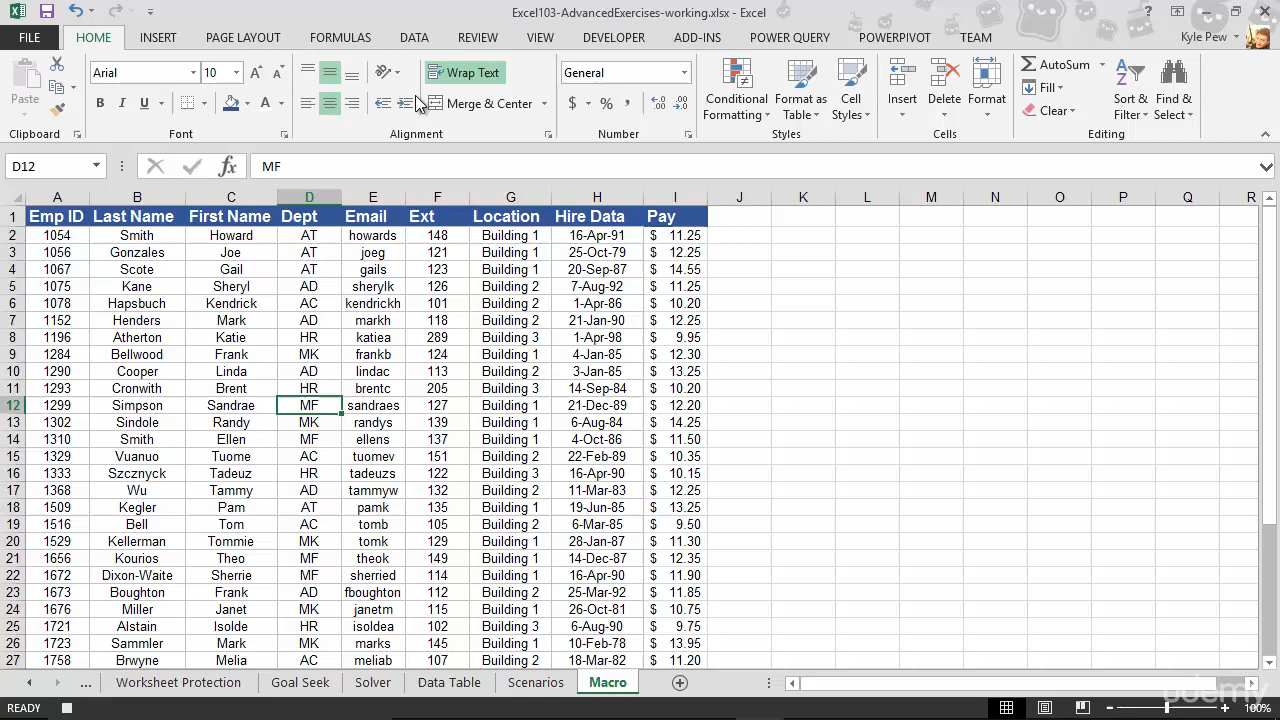 Excel103-AdvancedExercises-working.xlsx - Excel
FILE HOME INSERT PAGE LAYOUT FORMULAS DATA REVIEW VIEW DEVELOPER ADD-INS POWER QUERY POWERPIVOT TEAM Kyle Pew
Paste
Arial 10
B I U A
Wrap Text
Merge & Center
General
$ % ,
Conditional Formatting
Format as Table
Cell Styles
Insert Delete Format
AutoSum
Fill
Clear
Sort & Filter
Find & Select
Clipboard Font Alignment Number Styles Cells Editing
D12 fx MF
A B C D E F G H I J K L M N O P Q R
1 Emp ID Last Name First Name Dept Email Ext Location Hire Data Pay
2 1054 Smith Howard AT howards 148 Building 1 16-Apr-91 $ 11.25
3 1056 Gonzales Joe AT joeg 121 Building 1 25-Oct-79 $ 12.25
4 1067 Scote Gail AT gails 123 Building 1 20-Sep-87 $ 14.55
5 1075 Kane Sheryl AD sherylk 126 Building 2 7-Aug-92 $ 11.25
6 1078 Hapsbuch Kendrick AC kendrickh 101 Building 2 1-Apr-86 $ 10.20
7 1152 Henders Mark AD markh 118 Building 2 21-Jan-90 $ 12.25
8 1196 Atherton Katie HR katiea 289 Building 3 1-Apr-98 $ 9.95
9 1284 Bellwood Frank MK frankb 124 Building 1 4-Jan-85 $ 12.30
10 1290 Cooper Linda AD lindac 113 Building 2 3-Jan-85 $ 13.25
11 1293 Cronwith Brent HR brentc 205 Building 3 14-Sep-84 $ 10.20
12 1299 Simpson Sandrae MF sandraes 127 Building 1 21-Dec-89 $ 12.20
13 1302 Sindole Randy MK randys 139 Building 1 6-Aug-84 $ 14.25
14 1310 Smith Ellen MF ellens 137 Building 1 4-Oct-86 $ 11.50
15 1329 Vuanuo Tuome AC tuomev 151 Building 2 22-Feb-89 $ 10.35
16 1333 Szcznyck Tadeuz HR tadeuzs 122 Building 3 16-Apr-90 $ 10.15
17 1368 Wu Tammy AD tammyw 132 Building 2 11-Mar-83 $ 12.25
18 1509 Kegler Pam AT pamk 135 Building 1 19-Jun-85 $ 13.25
19 1516 Bell Tom AC tomb 105 Building 2 6-Mar-85 $ 9.50
20 1529 Kellerman Tommie MK tomk 129 Building 1 28-Jan-87 $ 11.30
21 1656 Kourios Theo MF theok 149 Building 1 14-Dec-87 $ 12.35
22 1672 Dixon-Waite Sherrie MF sherried 114 Building 1 16-Apr-90 $ 11.90
23 1673 Boughton Frank AD fboughton 112 Building 2 25-Mar-92 $ 11.85
24 1676 Miller Janet MK janetm 115 Building 1 26-Oct-81 $ 10.75
25 1721 Alstain Isolde HR isoldea 102 Building 3 6-Aug-90 $ 9.75
26 1723 Sammler Mark MK marks 145 Building 1 10-Feb-78 $ 13.95
27 1758 Brwyne Melia AC meliab 107 Building 2 18-Mar-82 $ 11.20
... Worksheet Protection Goal Seek Solver Data Table Scenarios Macro
udemy
READY 100%